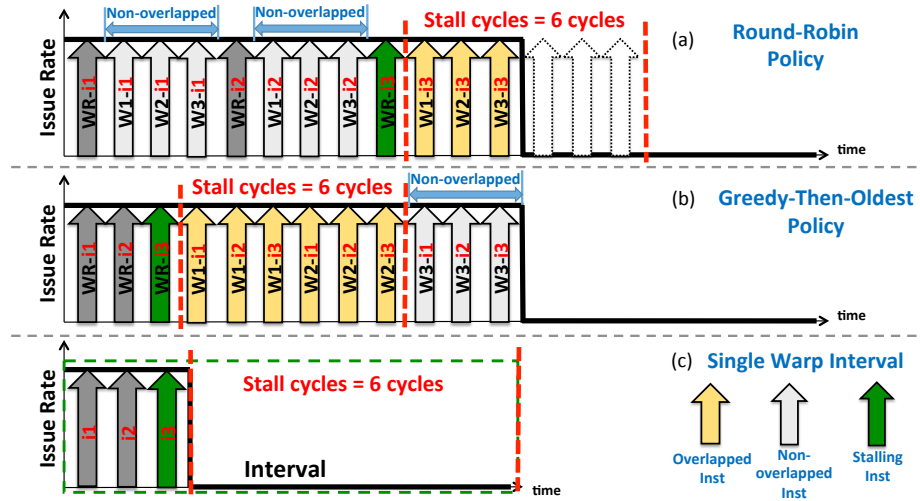 Non-overlapped
Non-overlapped
Stall cycles = 6 cycles
(a)
Round-Robin
Policy
Issue Rate
WR-i1
W1-i1
W2-i1
W3-i1
WR-i2
W1-i2
W2-i2
W3-i2
WR-i3
W1-i3
W2-i3
W3-i3
time
Stall cycles = 6 cycles
Non-overlapped
(b)
Greedy-Then-Oldest
Policy
Issue Rate
WR-i1
WR-i2
WR-i3
W1-i1
W1-i2
W1-i3
W2-i1
W2-i2
W2-i3
W3-i1
W3-i2
W3-i3
time
(c)
Single Warp Interval
Stall cycles = 6 cycles
Issue Rate
i1
i2
i3
Interval
time
Overlapped
Inst
Non-
overlapped
Inst
Stalling
Inst